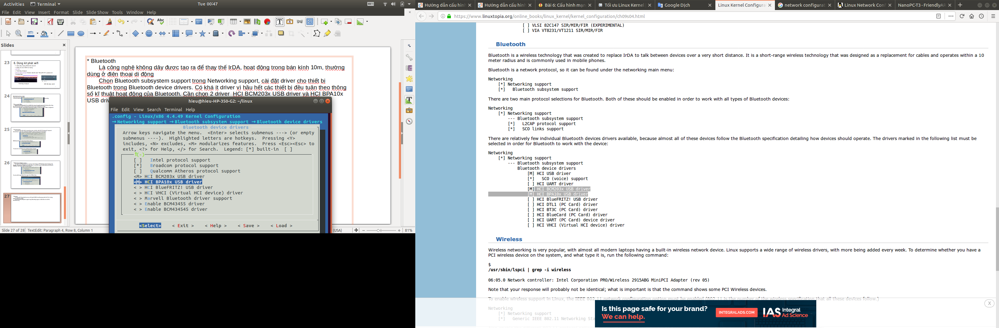 Activities
Terminal
Tue 00:47
File Edit View Insert Format Slide Slide Show Tools Window Help
Slides
23
6. Dùng kit phát wifi
24
25
26
27
* Bluetooth
Là công nghệ không dây được tạo ra để thay thế IrDA, hoạt động trong bán kính 10m, thường
dùng ở điện thoại di động
Chọn Bluetooth subsystem support trong Networking support, cài đặt driver cho thiết bị
Bluetooth trong Bluetooth device drivers. Có khá ít driver vì hầu hết các thiết bị đều tuân theo thông
số kĩ thuật hoạt động của Bluetooth. Cần chọn 2 driver HCI BCM203x USB driver và HCI BPA10x
USB
hieu@hieu-HP-350-G2: ~/linux
File Edit View Search Terminal Help
.config - Linux/x86 4.4.49 Kernel Configuration
→Networking support →Bluetooth subsystem support →Bluetooth device drivers
Bluetooth device drivers
Arrow keys navigate the menu. <Enter> selects submenus ---> (or empty
submenus ----). Highlighted letters are hotkeys. Pressing <Y>
includes, <N> excludes, <M> modularizes features. Press <Esc><Esc> to
exit, <?> for Help, </> for Search. Legend: [*] built-in [ ]
↑(-)
[ ] Intel protocol support
[*] Broadcom protocol support
[ ] Qualcomm Atheros protocol support
<M> HCI BCM203x USB driver
<M> HCI BPA10x USB driver
< > HCI BlueFRITZ! USB driver
< > HCI VHCI (Virtual HCI device) driver
< > Marvell Bluetooth driver support
< > Enable BCM43455 driver
< > Enable BCM434545 driver
<Select> < Exit > < Help > < Save > < Load >
Slide 27 of 28 TextEdit: Paragraph 4, Row 8, Column 1
(USA)
81%
Hướng dẫn cấu hìn
Hướng dẫn cấu hìn
Bài 6: Cấu hình mạn
Tối ưu Linux Kernel
Google Dịch
Linux Kernel Configura
network configurat
Linux Network Conf
NanoPC-T3 - FriendlyAR
https://www.linuxtopia.org/online_books/linux_kernel/kernel_configuration/ch09s04.html
[ ] VLSI 82C147 SIR/MIR/FIR (EXPERIMENTAL)
[ ] VIA VT8231/VT1211 SIR/MIR/FIR
Bluetooth
Bluetooth is a wireless technology that was created to replace IrDA to talk between devices over a very short distance. It is a short-range wireless technology that was designed as a replacement for cables and operates within a 10
meter radius and is commonly used in mobile phones.
Bluetooth is a network protocol, so it can be found under the networking main menu:
Networking
[*] Networking support
[*] Bluetooth subsystem support
There are two main protocol selections for Bluetooth. Both of these should be enabled in order to work with all types of Bluetooth devices:
Networking
[*] Networking support
--- Bluetooth subsystem support
[*] L2CAP protocol support
[*] SCO links support
There are relatively few individual Bluetooth devices drivers available, because almost all of these devices follow the Bluetooth specification detailing how devices should operate. The drivers marked in the following list must be
selected in order for Bluetooth to work with the device:
Networking
[*] Networking support
--- Bluetooth subsystem support
Bluetooth device drivers
[M] HCI USB driver
[*] SCO (voice) support
[ ] HCI UART driver
[M] HCI BCM203x USB driver
[M] HCI BPA10x USB driver
[ ] HCI BlueFRITZ! USB driver
[ ] HCI DTL1 (PC Card) driver
[ ] HCI BT3C (PC Card) driver
[ ] HCI BlueCard (PC Card) driver
[ ] HCI UART (PC Card) device driver
[ ] HCI VHCI (Virtual HCI device) driver
Wireless
Wireless networking is very popular, with almost all modern laptops having a built-in wireless network device. Linux supports a wide range of wireless drivers, with more being added every week. To determine whether you have a
PCI wireless device on the system, and what type it is, run the following command:
$
/usr/sbin/lspci | grep -i wireless
06:05.0 Network controller: Intel Corporation PRO/Wireless 2915ABG MiniPCI Adapter (rev 05)
Note that your response will probably not be identical; what is important is that the command shows some PCI Wireless devices.
To enable wireless support in Linux, the IEEE 802.11 network configuration option must be enabled (802.11 is the number of the wireless specification that all these devices follow.)
Networking
[*] Networking support
[*] Generic IEEE 802.11 Networking
Is this page safe for your brand?
We can help.
INTEGRALADS.COM
IAS Integral
Ad Science
X